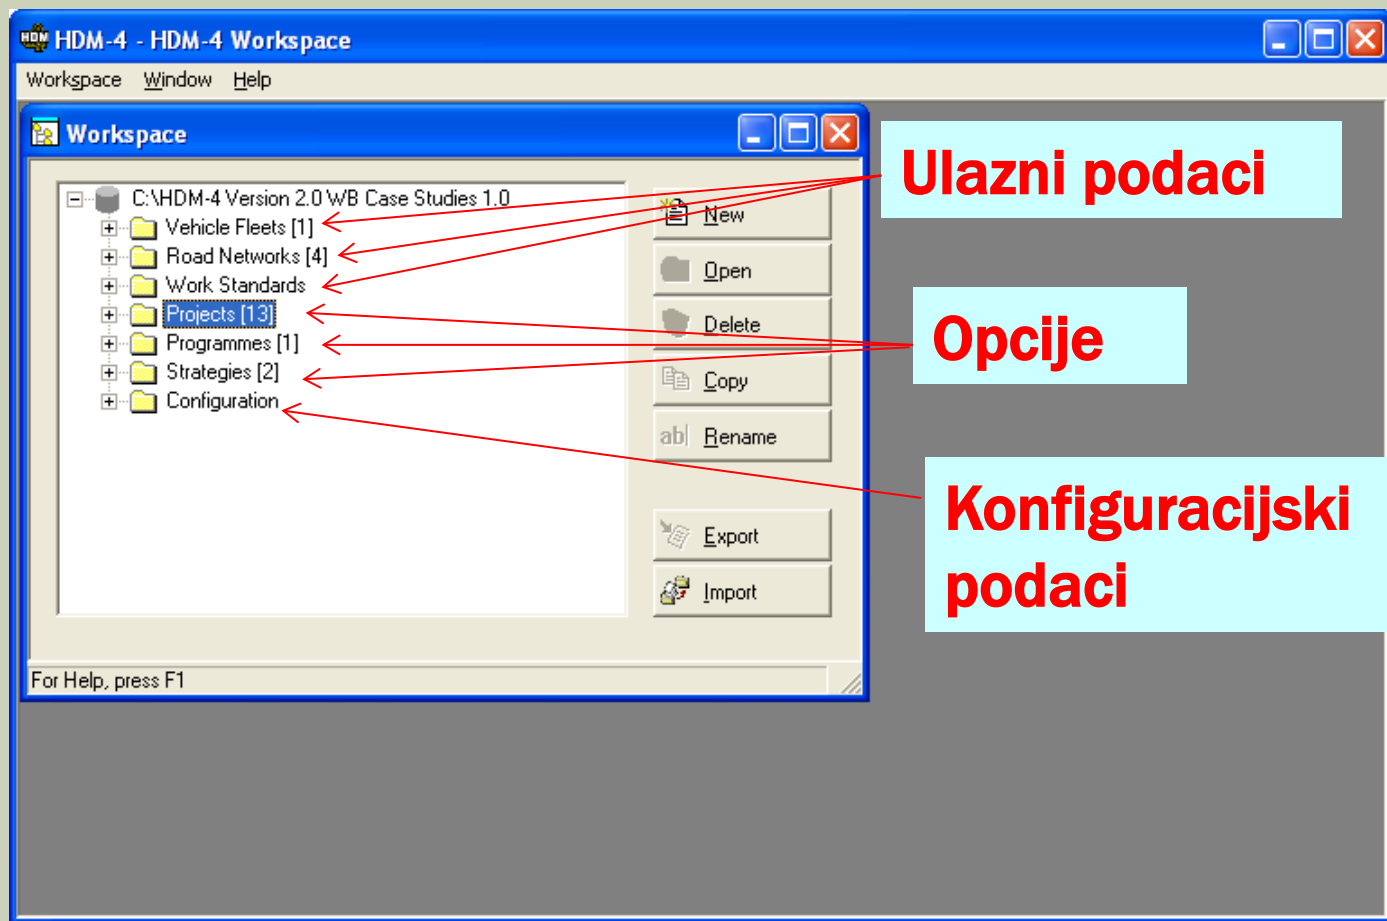 HDM-4 - HDM-4 Workspace
Workspace Window Help
Workspace
C:\HDM-4 Version 2.0 WB Case Studies 1.0
Vehicle Fleets [1]
Road Networks [4]
Work Standards
Projects [13]
Programmes [1]
Strategies [2]
Configuration
New
Open
Delete
Copy
ab Rename
Export
Import
For Help, press F1
Ulazni podaci
Opcije
Konfiguracijski
podaci